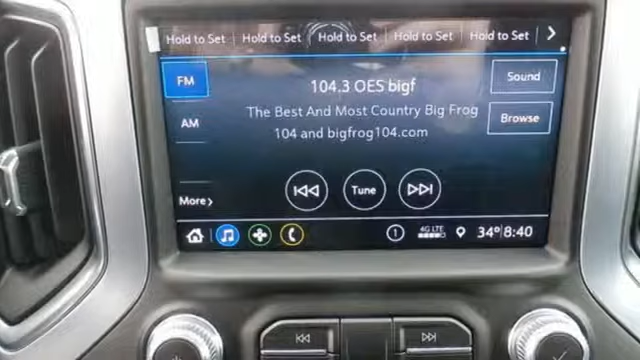 Hold to Set Hold to Set Hold to Set Hold to Set Hold to Set
FM
104.3 OES bigf
Sound
The Best And Most Country Big Frog
Browse
AM
104 and bigfrog104.com
Tune
More
1 4G LTE 34° 8:40